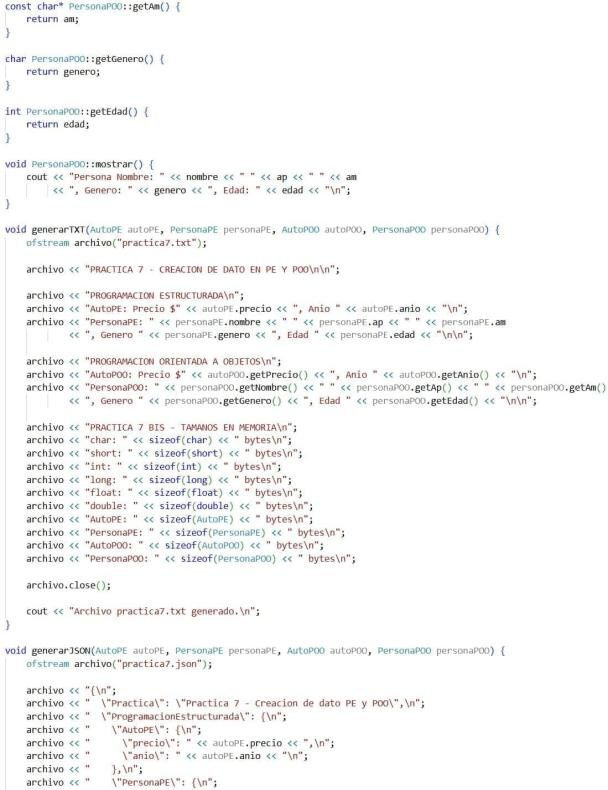 const char* PersonaPOO::getAm() {
    return am;
}

char PersonaPOO::getGenero() {
    return genero;
}

int PersonaPOO::getEdad() {
    return edad;
}

void PersonaPOO::mostrar() {
    cout << "Persona Nombre: " << nombre << " " << ap << " " << am
         << ", Genero: " << genero << ", Edad: " << edad << "\n";
}

void generarTXT(AutoPE autoPE, PersonaPE personaPE, AutoPOO autoPOO, PersonaPOO personaPOO) {
    ofstream archivo("practica7.txt");

    archivo << "PRACTICA 7 - CREACION DE DATO EN PE Y POO\n\n";

    archivo << "PROGRAMACION ESTRUCTURADA\n";
    archivo << "AutoPE: Precio $" << autoPE.precio << ", Anio " << autoPE.anio << "\n";
    archivo << "PersonaPE: " << personaPE.nombre << " " << personaPE.ap << " " << personaPE.am
            << ", Genero " << personaPE.genero << ", Edad " << personaPE.edad << "\n\n";

    archivo << "PROGRAMACION ORIENTADA A OBJETOS\n";
    archivo << "AutoPOO: Precio $" << autoPOO.getPrecio() << ", Anio " << autoPOO.getAnio() << "\n";
    archivo << "PersonaPOO: " << personaPOO.getNombre() << " " << personaPOO.getAp() << " " << personaPOO.getAm()
            << ", Genero " << personaPOO.getGenero() << ", Edad " << personaPOO.getEdad() << "\n\n";

    archivo << "PRACTICA 7 BIS - TAMANOS EN MEMORIA\n";
    archivo << "char: " << sizeof(char) << " bytes\n";
    archivo << "short: " << sizeof(short) << " bytes\n";
    archivo << "int: " << sizeof(int) << " bytes\n";
    archivo << "long: " << sizeof(long) << " bytes\n";
    archivo << "float: " << sizeof(float) << " bytes\n";
    archivo << "double: " << sizeof(double) << " bytes\n";
    archivo << "AutoPE: " << sizeof(AutoPE) << " bytes\n";
    archivo << "PersonaPE: " << sizeof(PersonaPE) << " bytes\n";
    archivo << "AutoPOO: " << sizeof(AutoPOO) << " bytes\n";
    archivo << "PersonaPOO: " << sizeof(PersonaPOO) << " bytes\n";

    archivo.close();

    cout << "Archivo practica7.txt generado.\n";
}

void generarJSON(AutoPE autoPE, PersonaPE personaPE, AutoPOO autoPOO, PersonaPOO personaPOO) {
    ofstream archivo("practica7.json");

    archivo << "{\n";
    archivo << "  \"Practica\": \"Practica 7 - Creacion de dato PE y POO\",\n";
    archivo << "  \"ProgramacionEstructurada\": {\n";
    archivo << "    \"AutoPE\": {\n";
    archivo << "      \"precio\": " << autoPE.precio << ",\n";
    archivo << "      \"anio\": " << autoPE.anio << "\n";
    archivo << "    },\n";
    archivo << "    \"PersonaPE\": {\n";